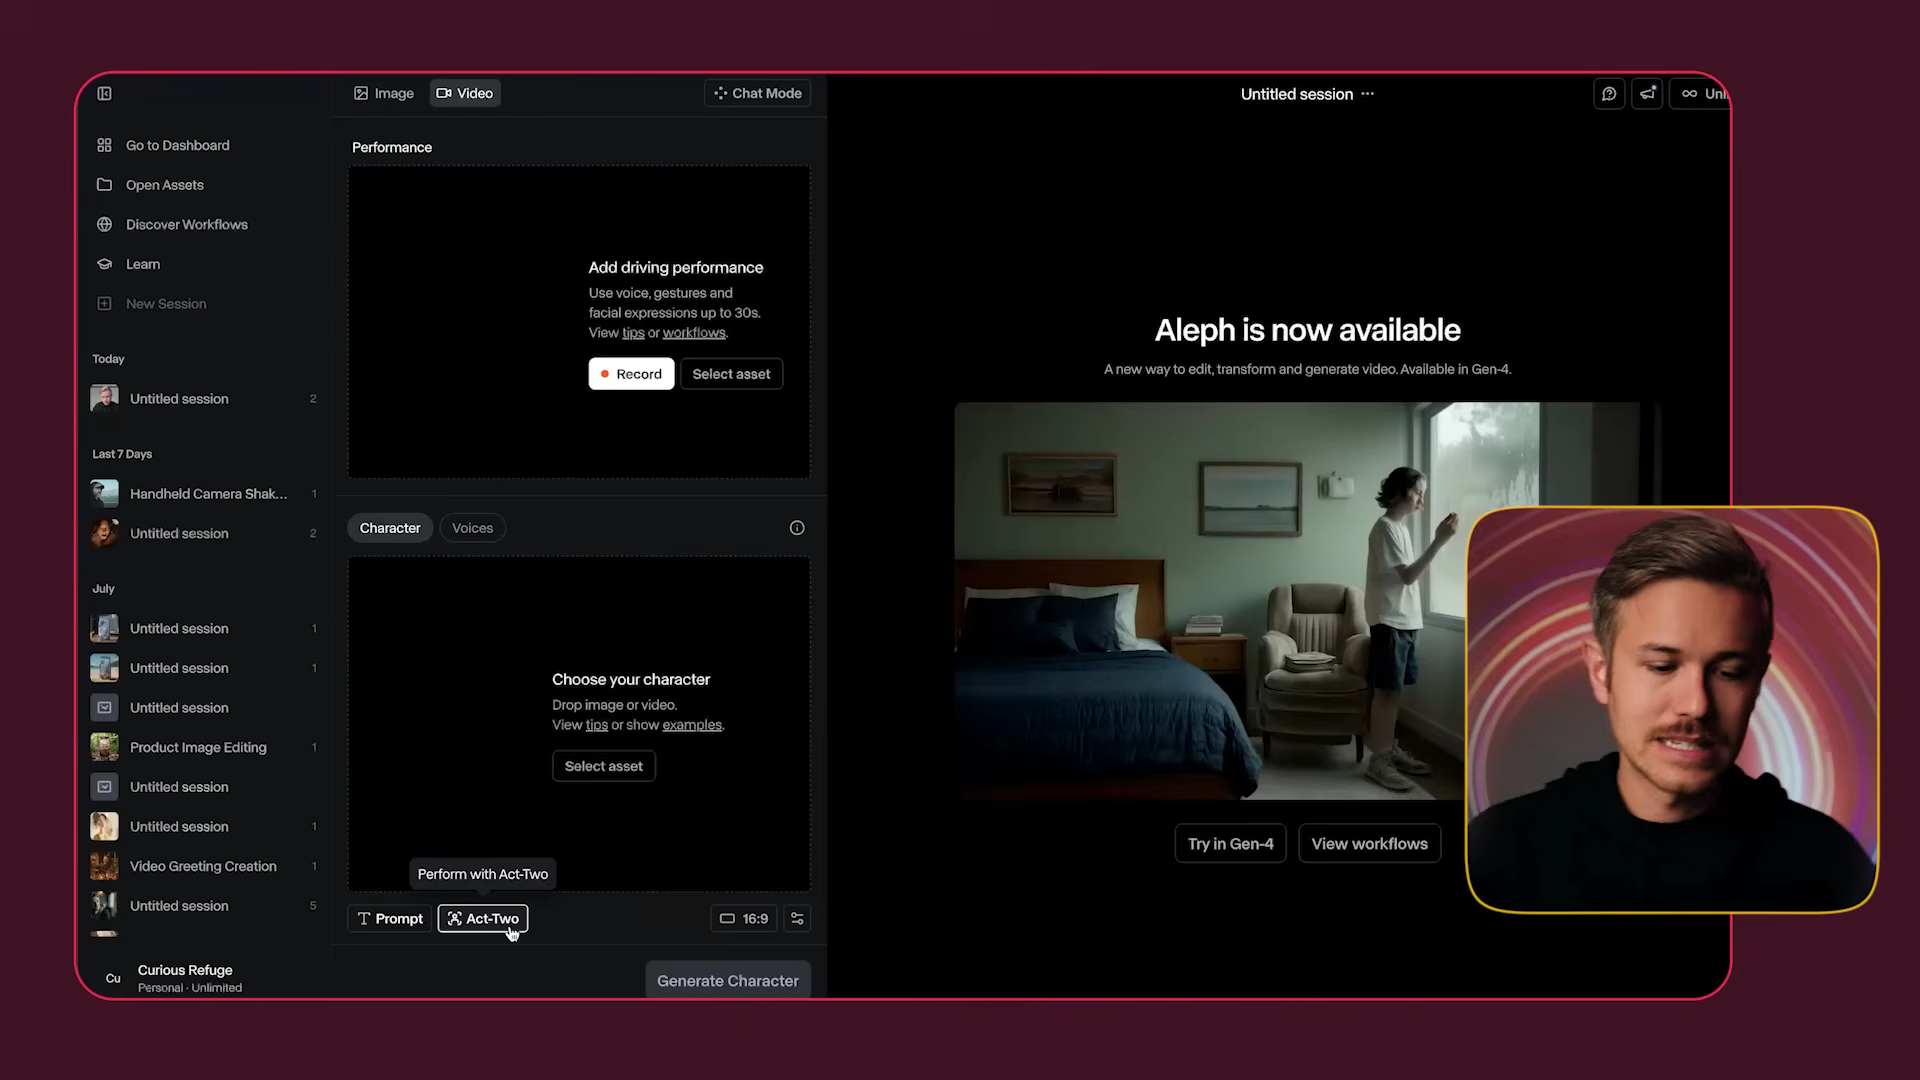 Image
Video
Chat Mode
Untitled session ···
Go to Dashboard
Open Assets
Discover Workflows
Learn
New Session
Today
Untitled session 2
Last 7 Days
Handheld Camera Shak... 1
Untitled session 2
July
Untitled session 1
Untitled session 1
Untitled session
Product Image Editing 1
Untitled session
Untitled session 1
Video Greeting Creation 1
Untitled session 5
Cu
Curious Refuge
Personal · Unlimited
Performance
Add driving performance
Use voice, gestures and
facial expressions up to 30s.
View tips or workflows.
Record
Select asset
Character
Voices
Choose your character
Drop image or video.
View tips or show examples.
Select asset
Perform with Act-Two
Prompt
Act-Two
16:9
Generate Character
Aleph is now available
A new way to edit, transform and generate video. Available in Gen-4.
Try in Gen-4
View workflows